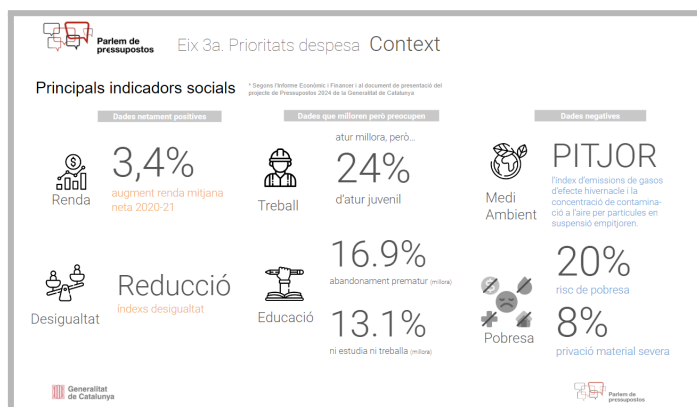 Parlem de
pressupostos
Eix 3a. Prioritats despesa Context
Principals indicadors socials
* Segons l'Informe Econòmic i Financer i al document de presentació del
projecte de Pressupostos 2024 de la Generalitat de Catalunya
Dades netament positives
Renda
3,4%
augment renda mitjana
neta 2020-21
Desigualtat
Reducció
índexs desigualtat
Dades que milloren però preocupen
atur millora, però...
Treball
24%
d'atur juvenil
Educació
16.9%
abandonament prematur (millora)
13.1%
ni estudia ni treballa (millora)
Dades negatives
Medi
Ambient
PITJOR
l'índex d'emissions de gasos
d'efecte hivernacle i la
concentració de contamina-
ció a l'aire per partícules en
suspensió empitjoren.
Pobresa
20%
risc de pobresa
8%
privació material severa
Generalitat
de Catalunya
Parlem de
pressupostos